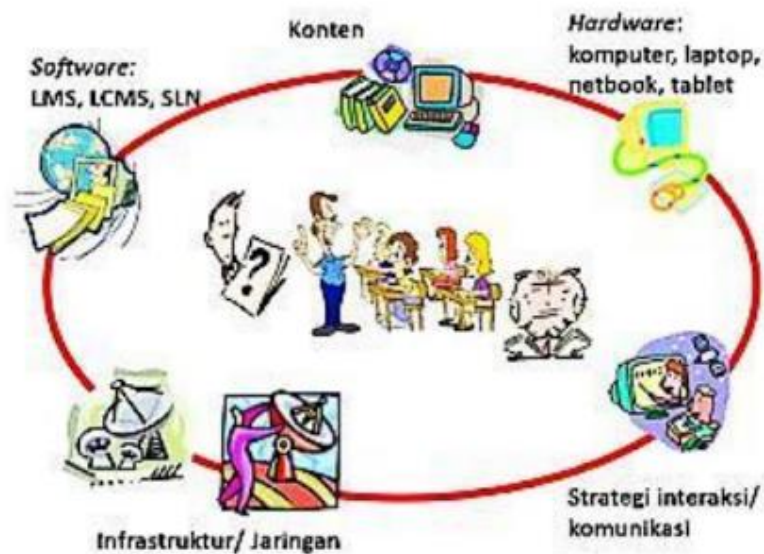 Konten
Hardware:
komputer, laptop,
netbook, tablet
Software:
LMS, LCMS, SLN
?
Strategi interaksi/
komunikasi
Infrastruktur/ Jaringan